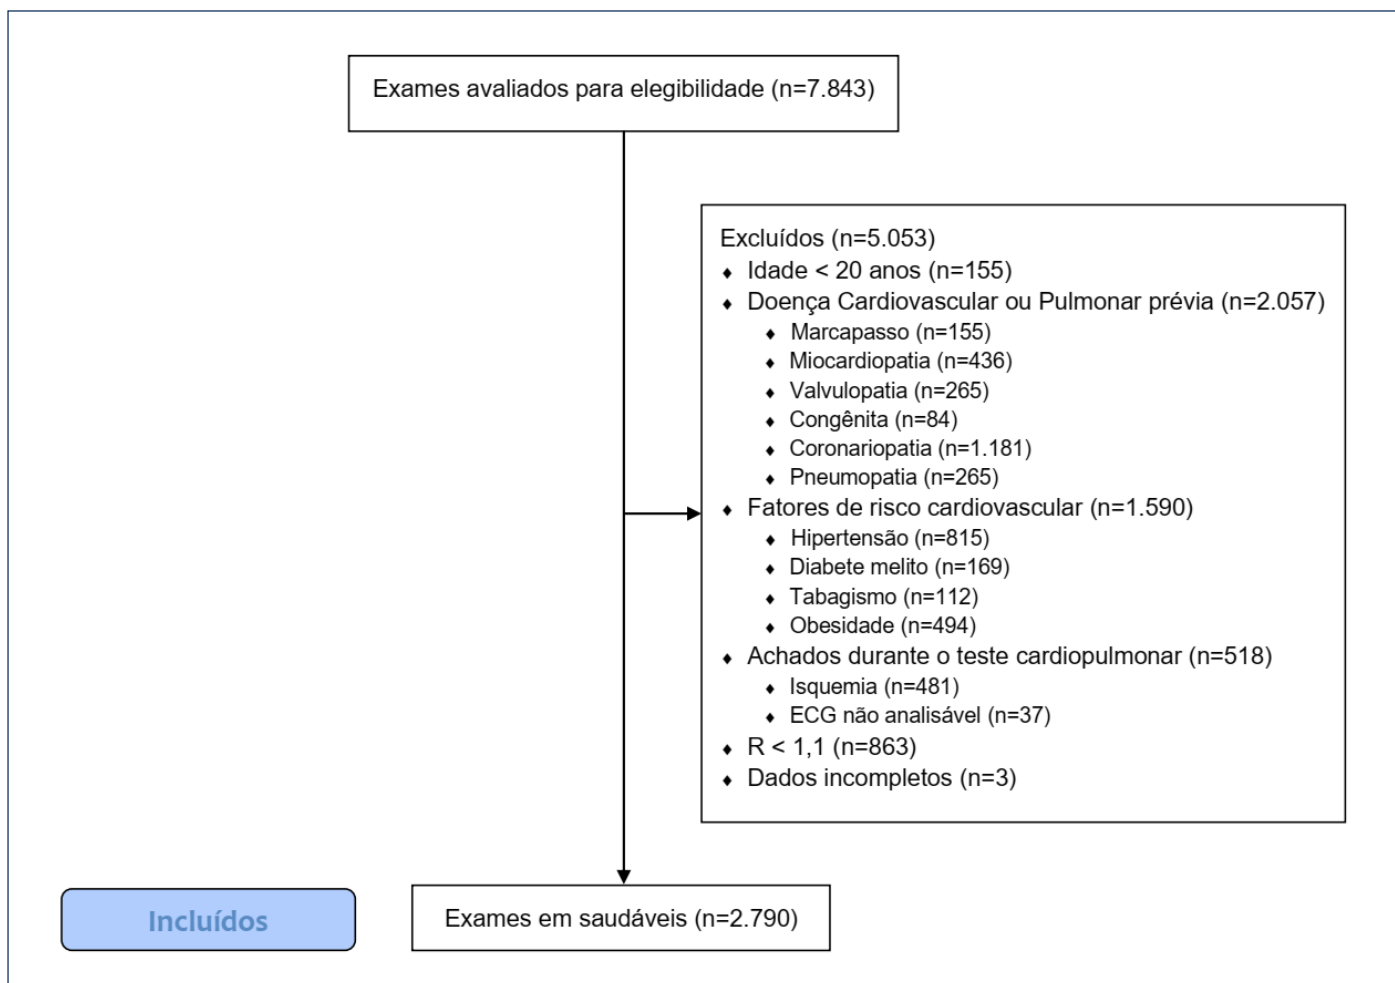 Exames avaliados para elegibilidade (n=7.843)
Excluídos (n=5.053)
♦ Idade < 20 anos (n=155)
♦ Doença Cardiovascular ou Pulmonar prévia (n=2.057)
♦ Marcapasso (n=155)
♦ Miocardiopatia (n=436)
♦ Valvulopatia (n=265)
♦ Congênita (n=84)
♦ Coronariopatia (n=1.181)
♦ Pneumopatia (n=265)
♦ Fatores de risco cardiovascular (n=1.590)
♦ Hipertensão (n=815)
♦ Diabete melito (n=169)
♦ Tabagismo (n=112)
♦ Obesidade (n=494)
♦ Achados durante o teste cardiopulmonar (n=518)
♦ Isquemia (n=481)
♦ ECG não analisável (n=37)
♦ R < 1,1 (n=863)
♦ Dados incompletos (n=3)
Incluídos
Exames em saudáveis (n=2.790)